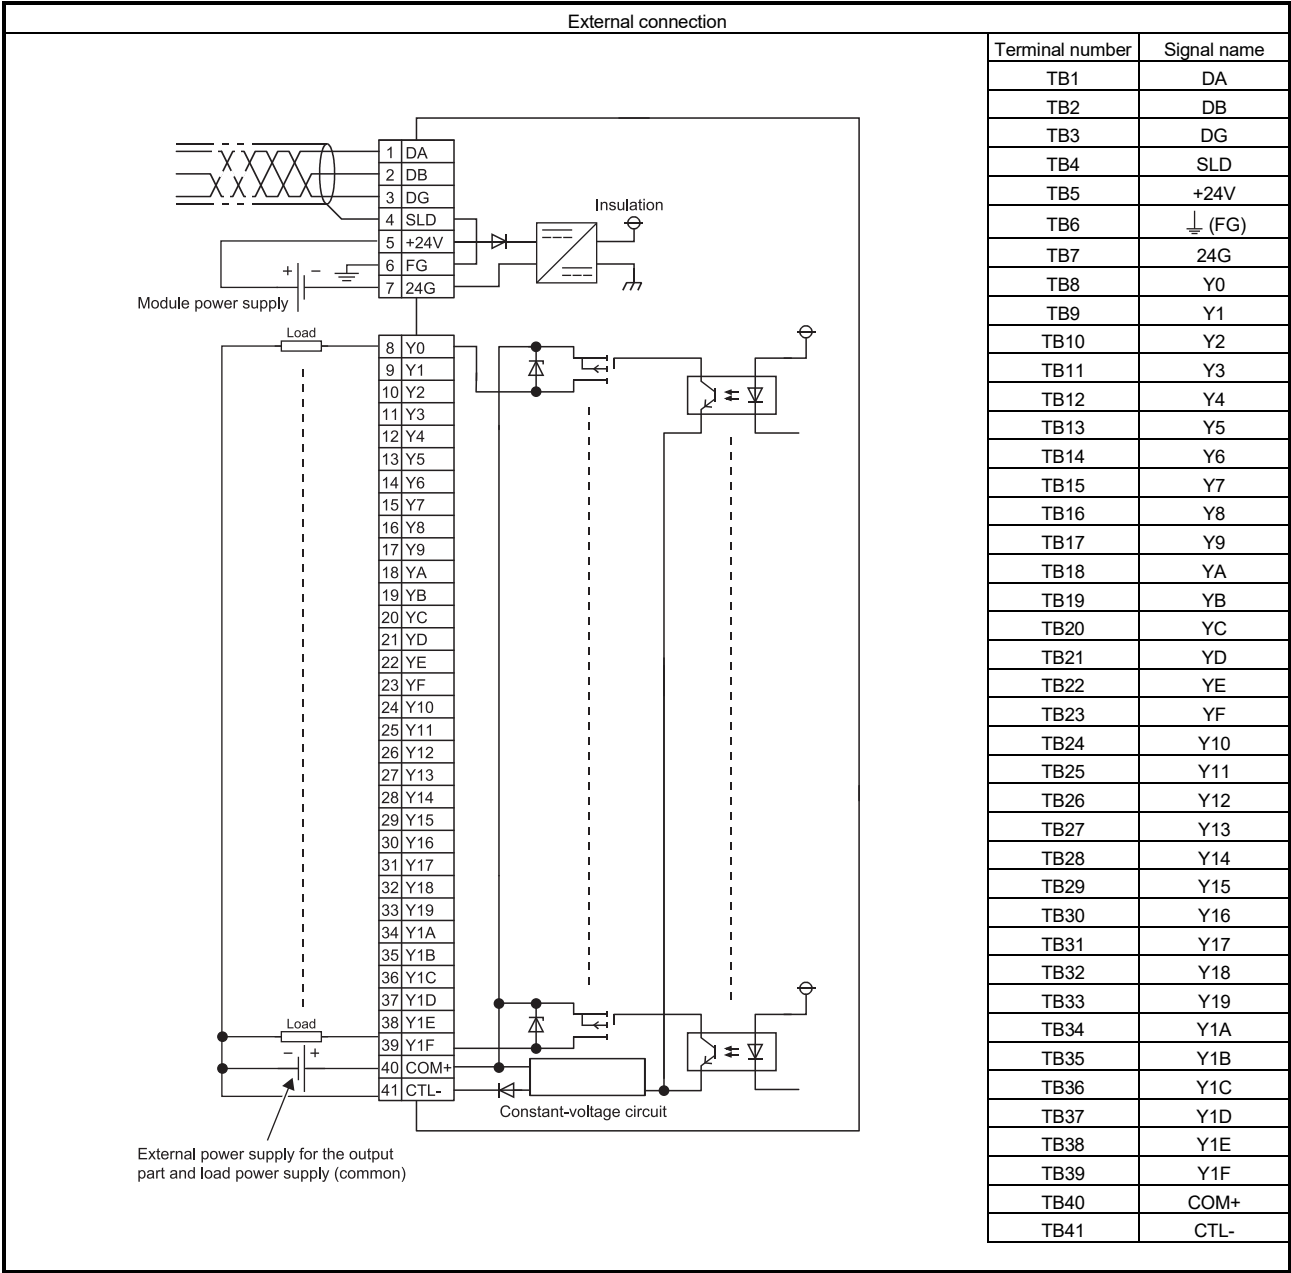 External connection
1 DA
2 DB
3 DG
4 SLD
5 +24V
6 FG
7 24G
Insulation
+ −
Module power supply
Load
8 Y0
9 Y1
10 Y2
11 Y3
12 Y4
13 Y5
14 Y6
15 Y7
16 Y8
17 Y9
18 YA
19 YB
20 YC
21 YD
22 YE
23 YF
24 Y10
25 Y11
26 Y12
27 Y13
28 Y14
29 Y15
30 Y16
31 Y17
32 Y18
33 Y19
34 Y1A
35 Y1B
36 Y1C
37 Y1D
38 Y1E
39 Y1F
40 COM+
41 CTL-
Load
− +
Constant-voltage circuit
External power supply for the output
part and load power supply (common)
Terminal number Signal name
TB1 DA
TB2 DB
TB3 DG
TB4 SLD
TB5 +24V
TB6 (FG)
TB7 24G
TB8 Y0
TB9 Y1
TB10 Y2
TB11 Y3
TB12 Y4
TB13 Y5
TB14 Y6
TB15 Y7
TB16 Y8
TB17 Y9
TB18 YA
TB19 YB
TB20 YC
TB21 YD
TB22 YE
TB23 YF
TB24 Y10
TB25 Y11
TB26 Y12
TB27 Y13
TB28 Y14
TB29 Y15
TB30 Y16
TB31 Y17
TB32 Y18
TB33 Y19
TB34 Y1A
TB35 Y1B
TB36 Y1C
TB37 Y1D
TB38 Y1E
TB39 Y1F
TB40 COM+
TB41 CTL-